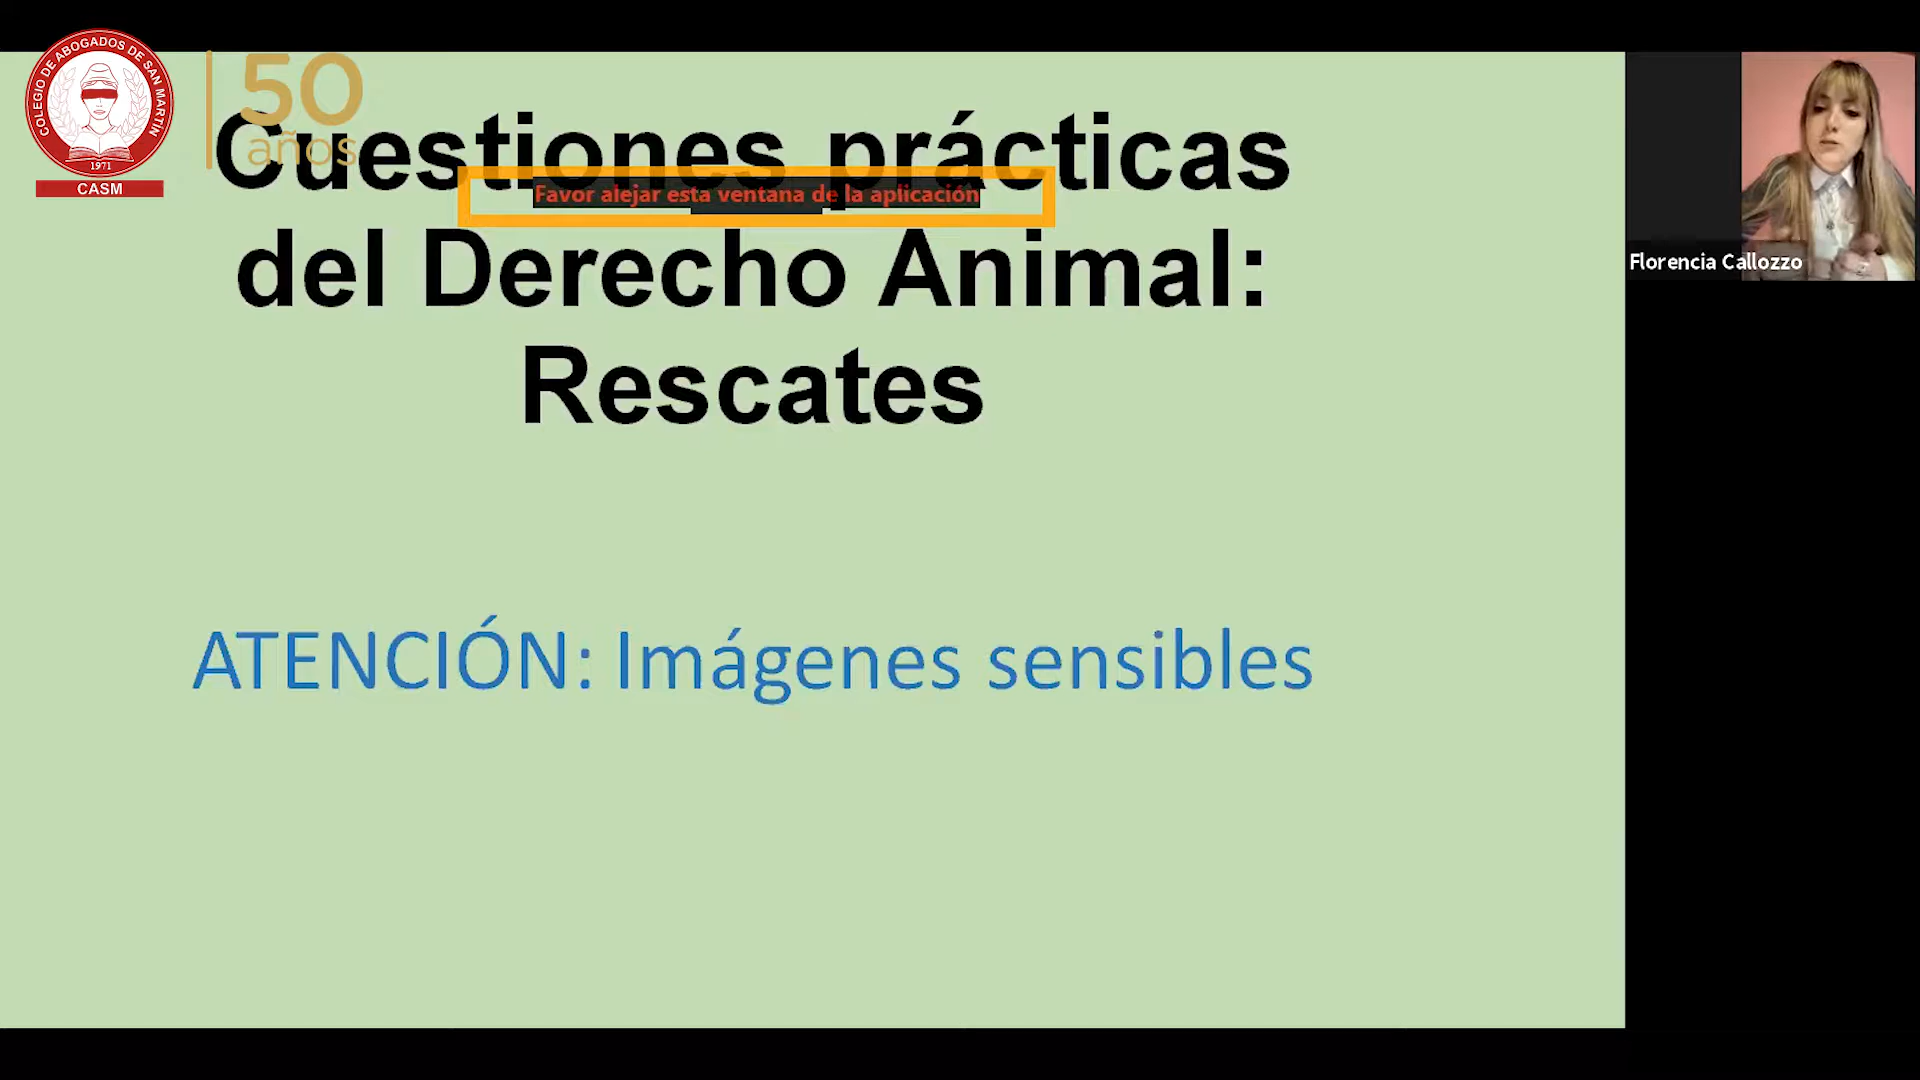 COLEGIO DE ABOGADOS DE SAN MARTIN
1971
CASM
50
años
Cuestiones prácticas
Favor alejar esta ventana de la aplicación
del Derecho Animal:
Rescates
ATENCIÓN: Imágenes sensibles
Florencia Callozzo